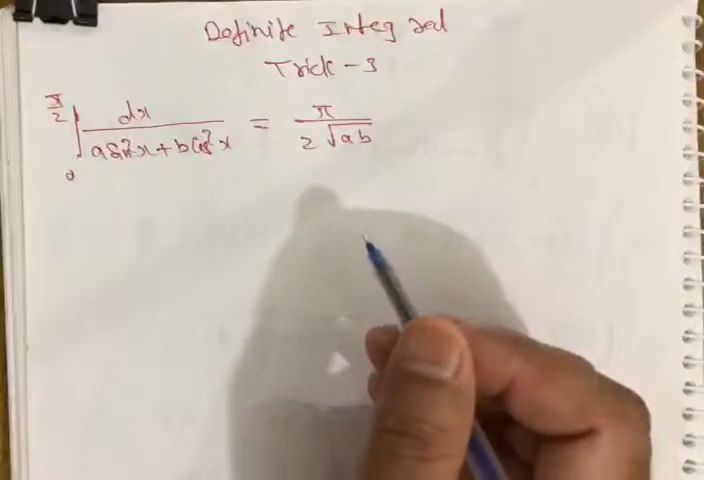 Definite Integral
Trick-3
∫₀^(π/2) dx / (a sin²x + b cos²x) = π / (2√ab)